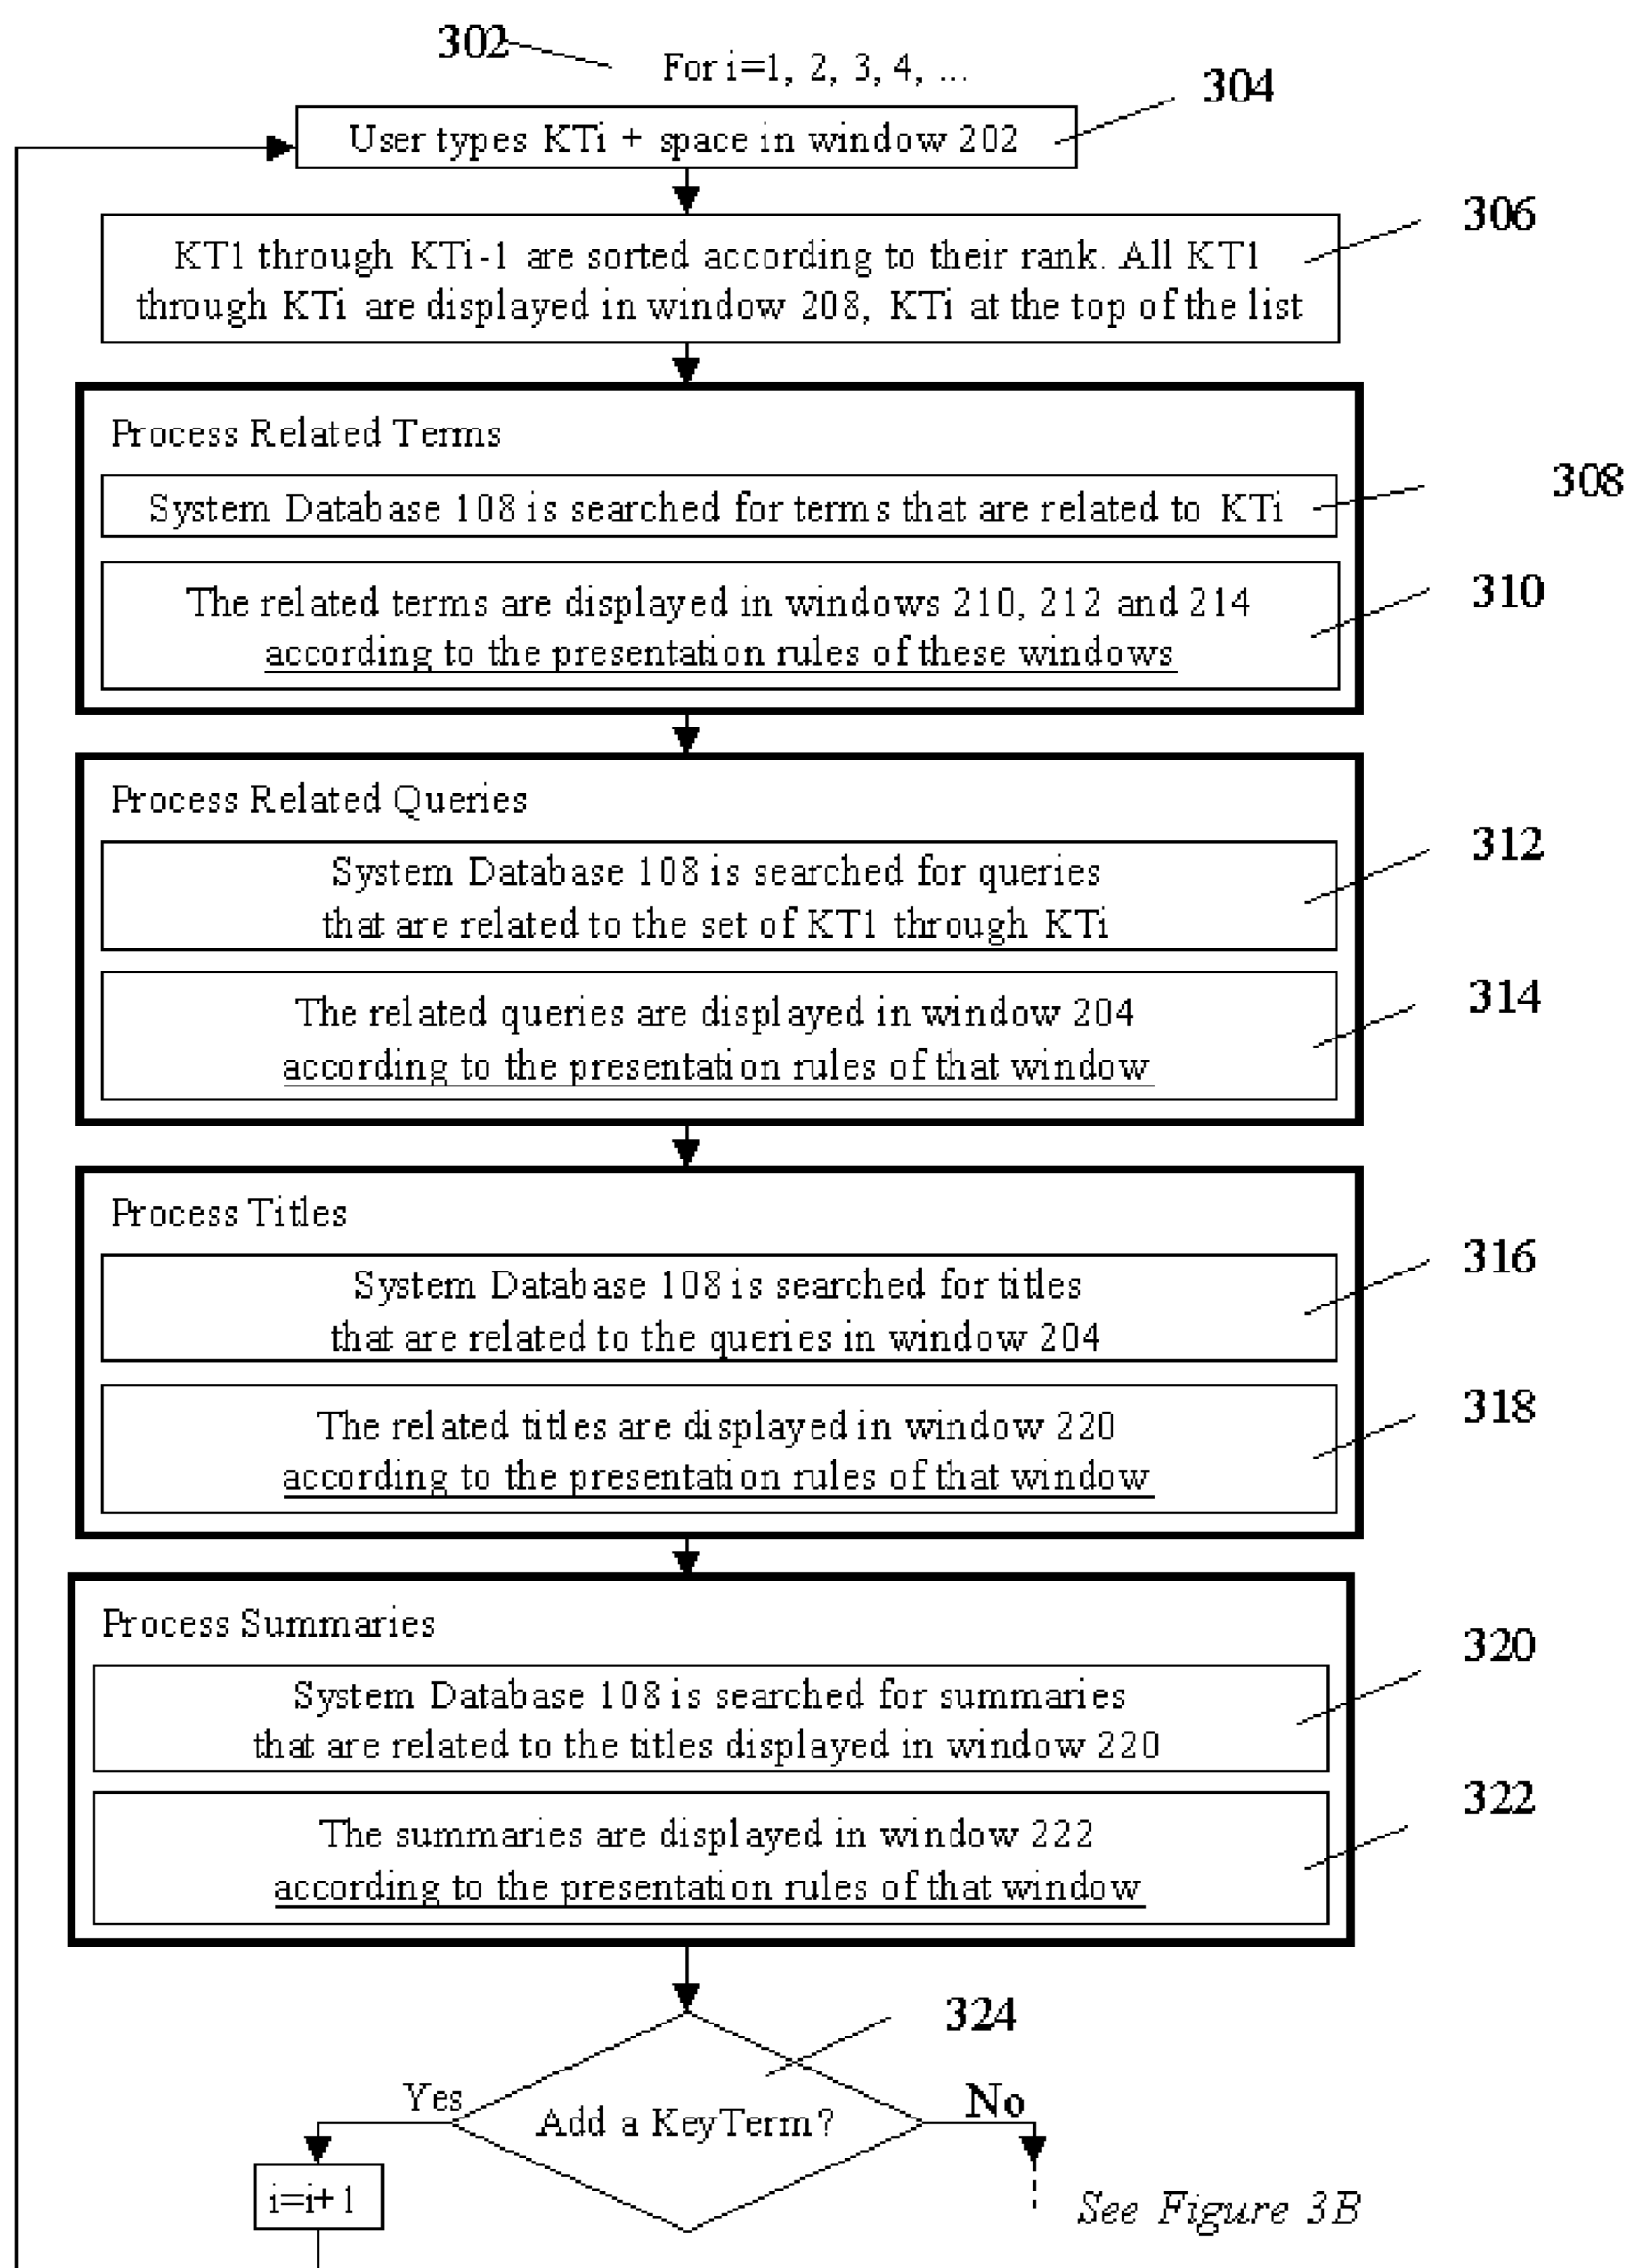 302
For i=1, 2, 3, 4, ...
304
User types KTi + space in window 202
306
KT1 through KTi-1 are sorted according to their rank. All KT1
through KTi are displayed in window 208, KTi at the top of the list
Process Related Terms
308
System Database 108 is searched for terms that are related to KTi
310
The related terms are displayed in windows 210, 212 and 214
according to the presentation rules of these windows
Process Related Queries
312
System Database 108 is searched for queries
that are related to the set of KT1 through KTi
314
The related queries are displayed in window 204
according to the presentation rules of that window
Process Titles
316
System Database 108 is searched for titles
that are related to the queries in window 204
318
The related titles are displayed in window 220
according to the presentation rules of that window
Process Summaries
320
System Database 108 is searched for summaries
that are related to the titles displayed in window 220
322
The summaries are displayed in window 222
according to the presentation rules of that window
324
Yes
No
Add a KeyTerm?
i=i+1
See Figure 3B